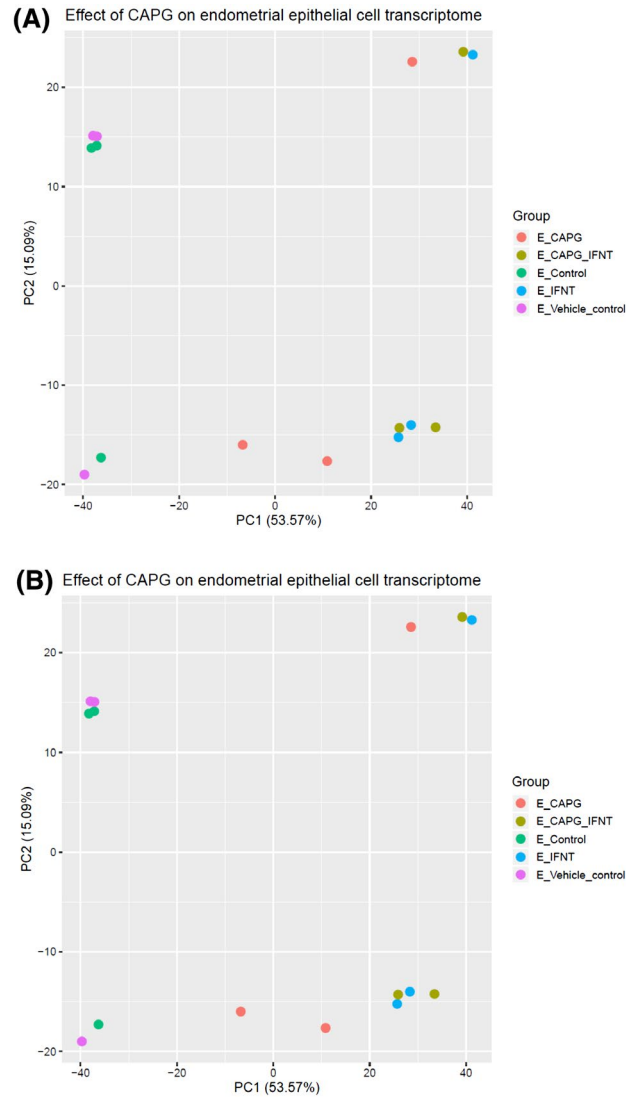 (A)
Effect of CAPG on endometrial epithelial cell transcriptome
20
10
0
−10
−20
PC2 (15.09%)
−40
−20
0
20
40
PC1 (53.57%)
Group
E_CAPG
E_CAPG_IFNT
E_Control
E_IFNT
E_Vehicle_control
(B)
Effect of CAPG on endometrial epithelial cell transcriptome
20
10
0
−10
−20
PC2 (15.09%)
−40
−20
0
20
40
PC1 (53.57%)
Group
E_CAPG
E_CAPG_IFNT
E_Control
E_IFNT
E_Vehicle_control